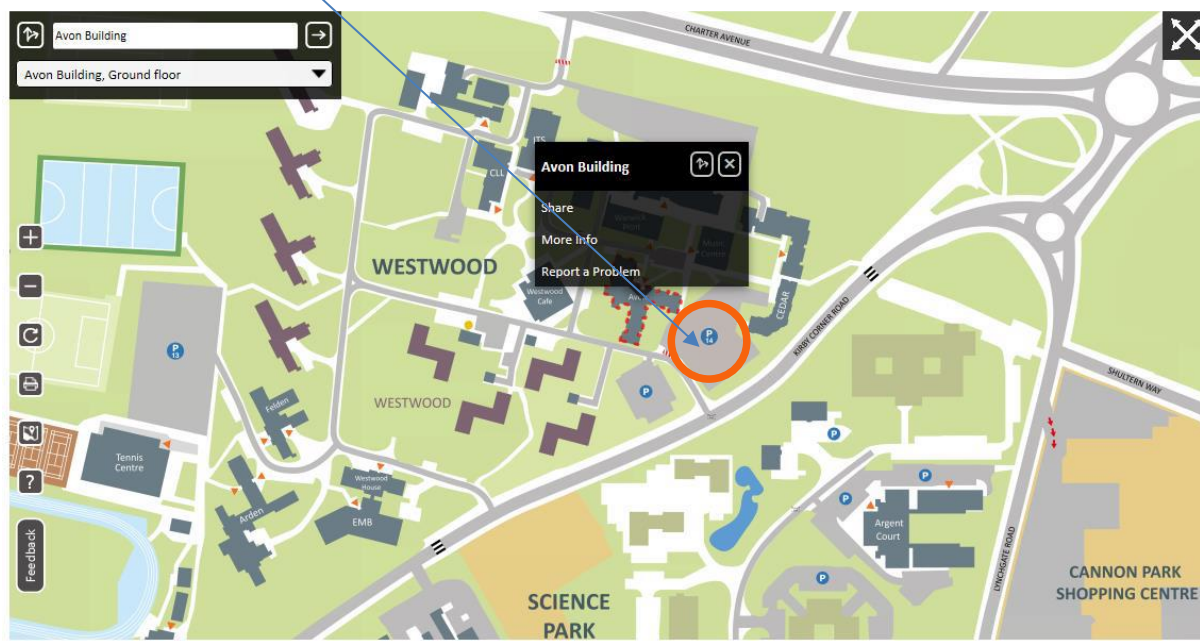 Avon Building
Avon Building, Ground floor
CHARTER AVENUE
ITS
CLL
Avon Building
Share
More Info
Report a Problem
Warwick
Print
Music
Centre
WESTWOOD
Westwood
Cafe
CEDAR
KIRBY CORNER ROAD
P
14
P
13
P
SHULTERN WAY
WESTWOOD
Felden
P
Tennis
Centre
Westwood
House
P
P
Arden
EMB
Argent
Court
?
Feedback
LYNCHGATE ROAD
P
CANNON PARK
SHOPPING CENTRE
SCIENCE
PARK